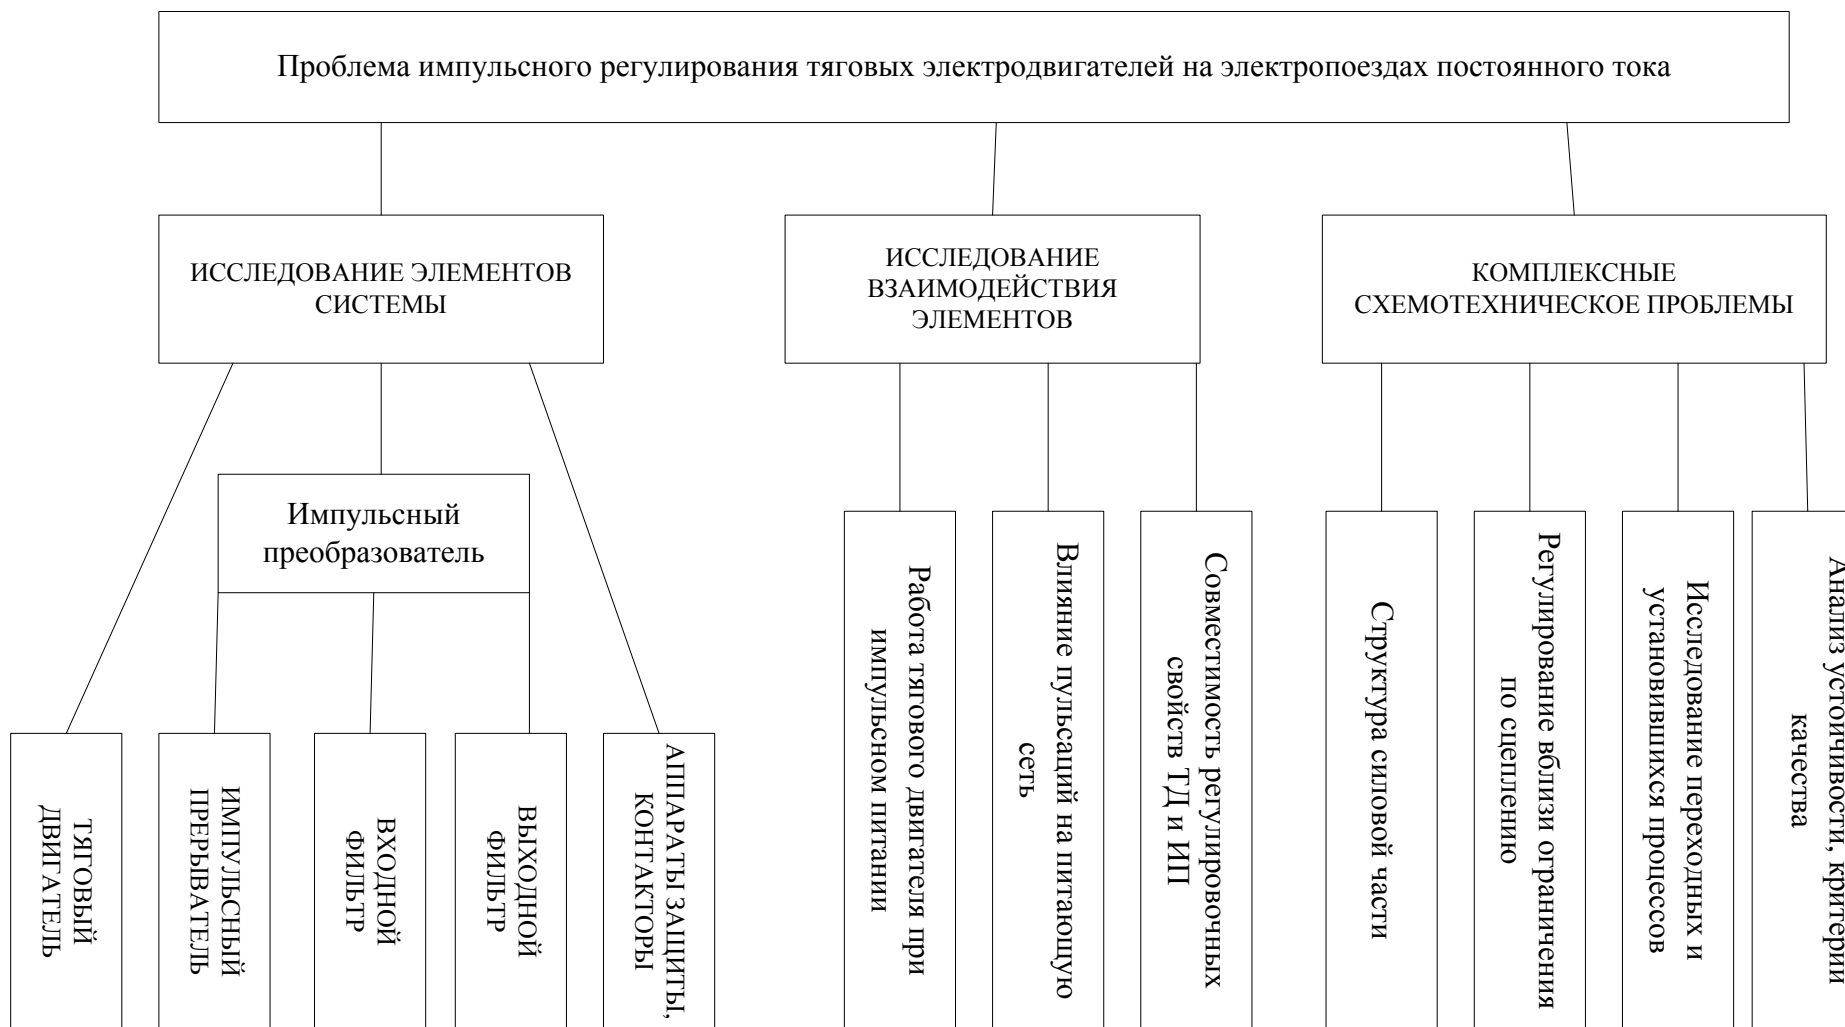 Проблема импульсного регулирования тяговых электродвигателей на электропоездах постоянного тока
ИССЛЕДОВАНИЕ ЭЛЕМЕНТОВ
СИСТЕМЫ
ИССЛЕДОВАНИЕ
ВЗАИМОДЕЙСТВИЯ
ЭЛЕМЕНТОВ
КОМПЛЕКСНЫЕ
СХЕМОТЕХНИЧЕСКОЕ ПРОБЛЕМЫ
Импульсный
преобразователь
ТЯГОВЫЙ
ДВИГАТЕЛЬ
ИМПУЛЬСНЫЙ
ПРЕРЫВАТЕЛЬ
ВХОДНОЙ
ФИЛЬТР
ВЫХОДНОЙ
ФИЛЬТР
АППАРАТЫ ЗАЩИТЫ,
КОНТАКТОРЫ
Работа тягового двигателя при
импульсном питании
Влияние пульсаций на питающую
сеть
Совместимость регулировочных
свойств ТД и ИП
Структура силовой части
Регулирование вблизи ограничения
по сцеплению
Исследование переходных и
установившихся процессов
Анализ устойчивости, критерии
качества